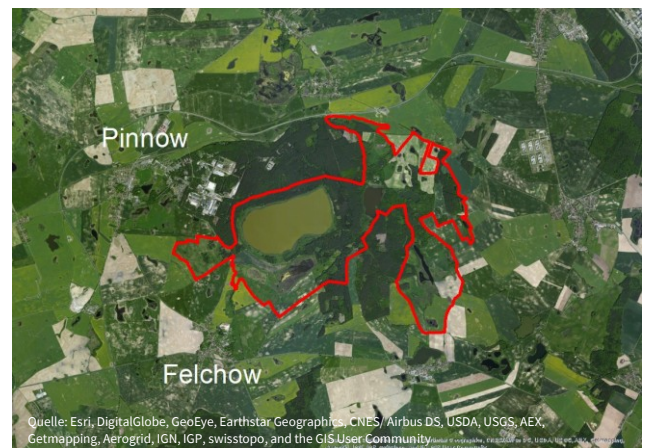 Pinnow
Felchow
Quelle: Esri, DigitalGlobe, GeoEye, Earthstar Geographics, CNES/ Airbus DS, USDA, USGS, AEX,
Getmapping, Aerogrid, IGN, IGP, swisstopo, and the GIS User Community